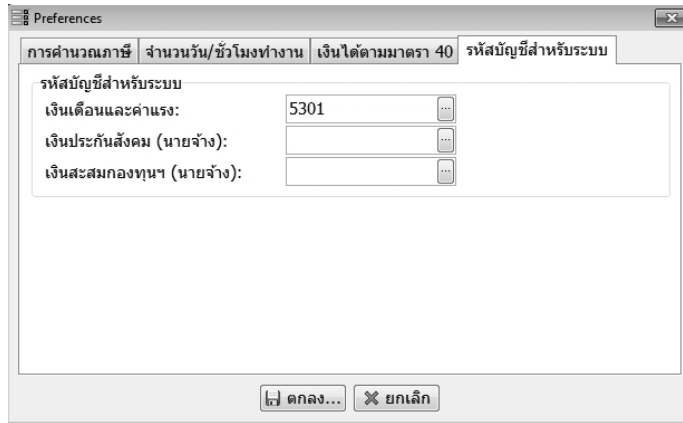 Preferences
การคำนวณภาษี จำนวนวัน/ชั่วโมงทำงาน เงินได้ตามมาตรา 40 รหัสบัญชีสำหรับระบบ
รหัสบัญชีสำหรับระบบ
เงินเดือนและค่าแรง: 5301 ...
เงินประกันสังคม (นายจ้าง): ...
เงินสะสมกองทุนฯ (นายจ้าง): ...
ตกลง... ยกเลิก